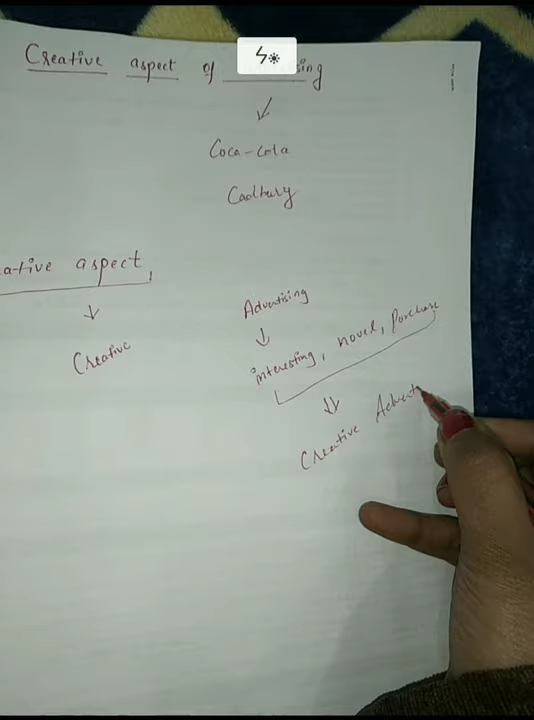 Creative aspect of
Coca-cola
Cadbury
aspect,
Creative
Advertising
interesting, novel, purchase
Creative